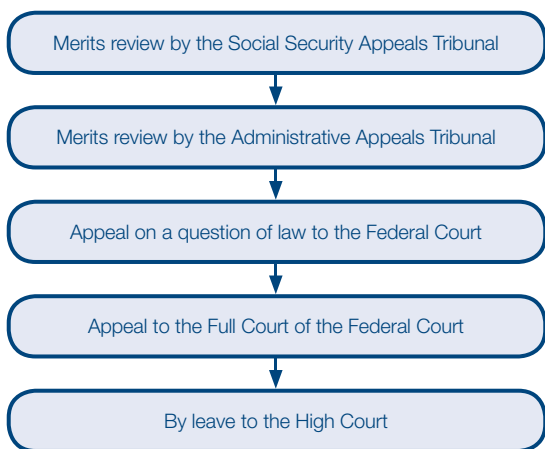 Merits review by the Social Security Appeals Tribunal
Merits review by the Administrative Appeals Tribunal
Appeal on a question of law to the Federal Court
Appeal to the Full Court of the Federal Court
By leave to the High Court